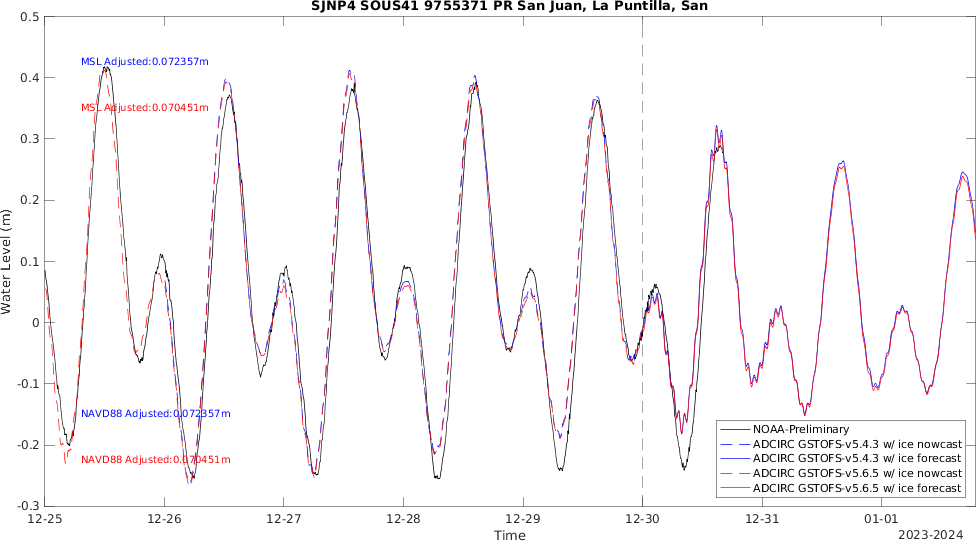 SJNP4 SOUS41 9755371 PR San Juan, La Puntilla, San
0.5
0.4
0.3
0.2
0.1
0
-0.1
-0.2
-0.3
Water Level (m)
MSL Adjusted:0.072357m
MSL Adjusted:0.070451m
NAVD88 Adjusted:0.072357m
NAVD88 Adjusted:0.070451m
NOAA-Preliminary
ADCIRC GSTOFS-v5.4.3 w/ ice nowcast
ADCIRC GSTOFS-v5.4.3 w/ ice forecast
ADCIRC GSTOFS-v5.6.5 w/ ice nowcast
ADCIRC GSTOFS-v5.6.5 w/ ice forecast
12-25 12-26 12-27 12-28 12-29 12-30 12-31 01-01
Time
2023-2024